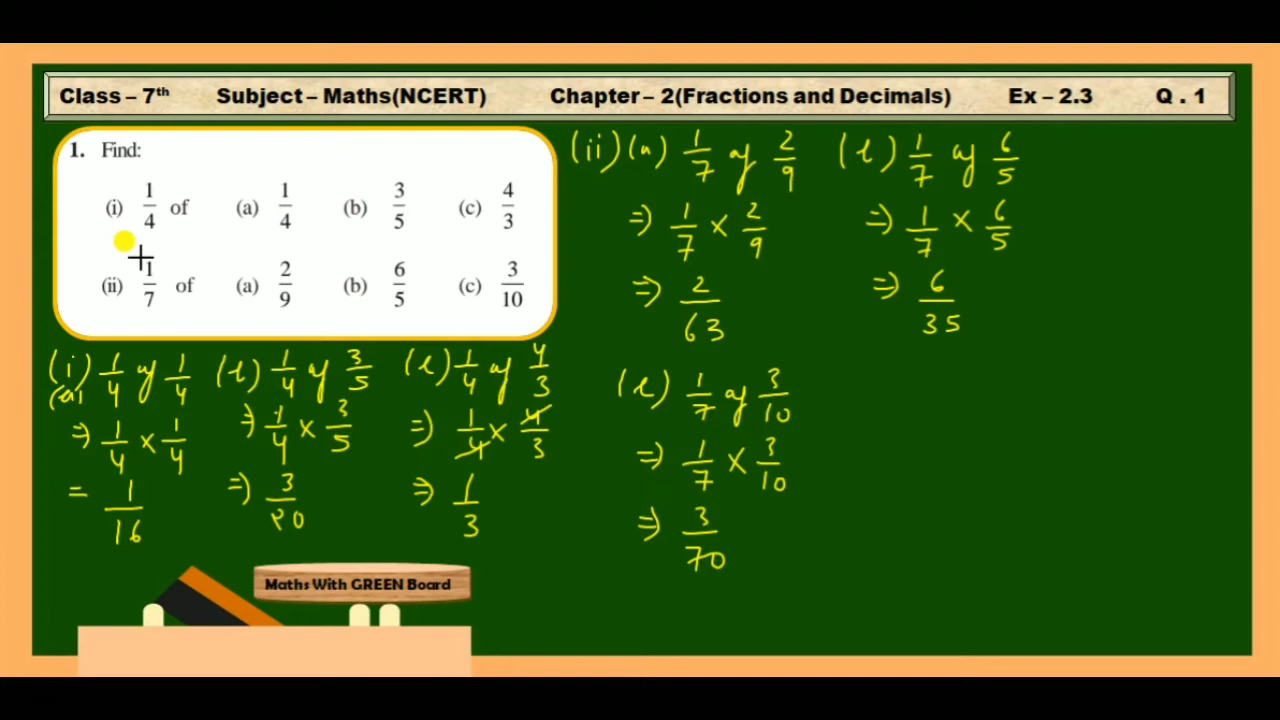 Class – 7th Subject – Maths(NCERT) Chapter – 2(Fractions and Decimals) Ex – 2.3 Q . 1
1. Find:
(i) 1/4 of (a) 1/4 (b) 3/5 (c) 4/3
(ii) 1/7 of (a) 2/9 (b) 6/5 (c) 3/10
(i) (a) 1/4 of 1/4
⇒ 1/4 × 1/4
= 1/16
(b) 1/4 of 3/5
⇒ 1/4 × 3/5
⇒ 3/20
(c) 1/4 of 4/3
⇒ 1/4 × 4/3
⇒ 1/3
(ii) (a) 1/7 of 2/9
⇒ 1/7 × 2/9
⇒ 2/63
(b) 1/7 of 6/5
⇒ 1/7 × 6/5
⇒ 6/35
(c) 1/7 of 3/10
⇒ 1/7 × 3/10
⇒ 3/70
Maths With GREEN Board